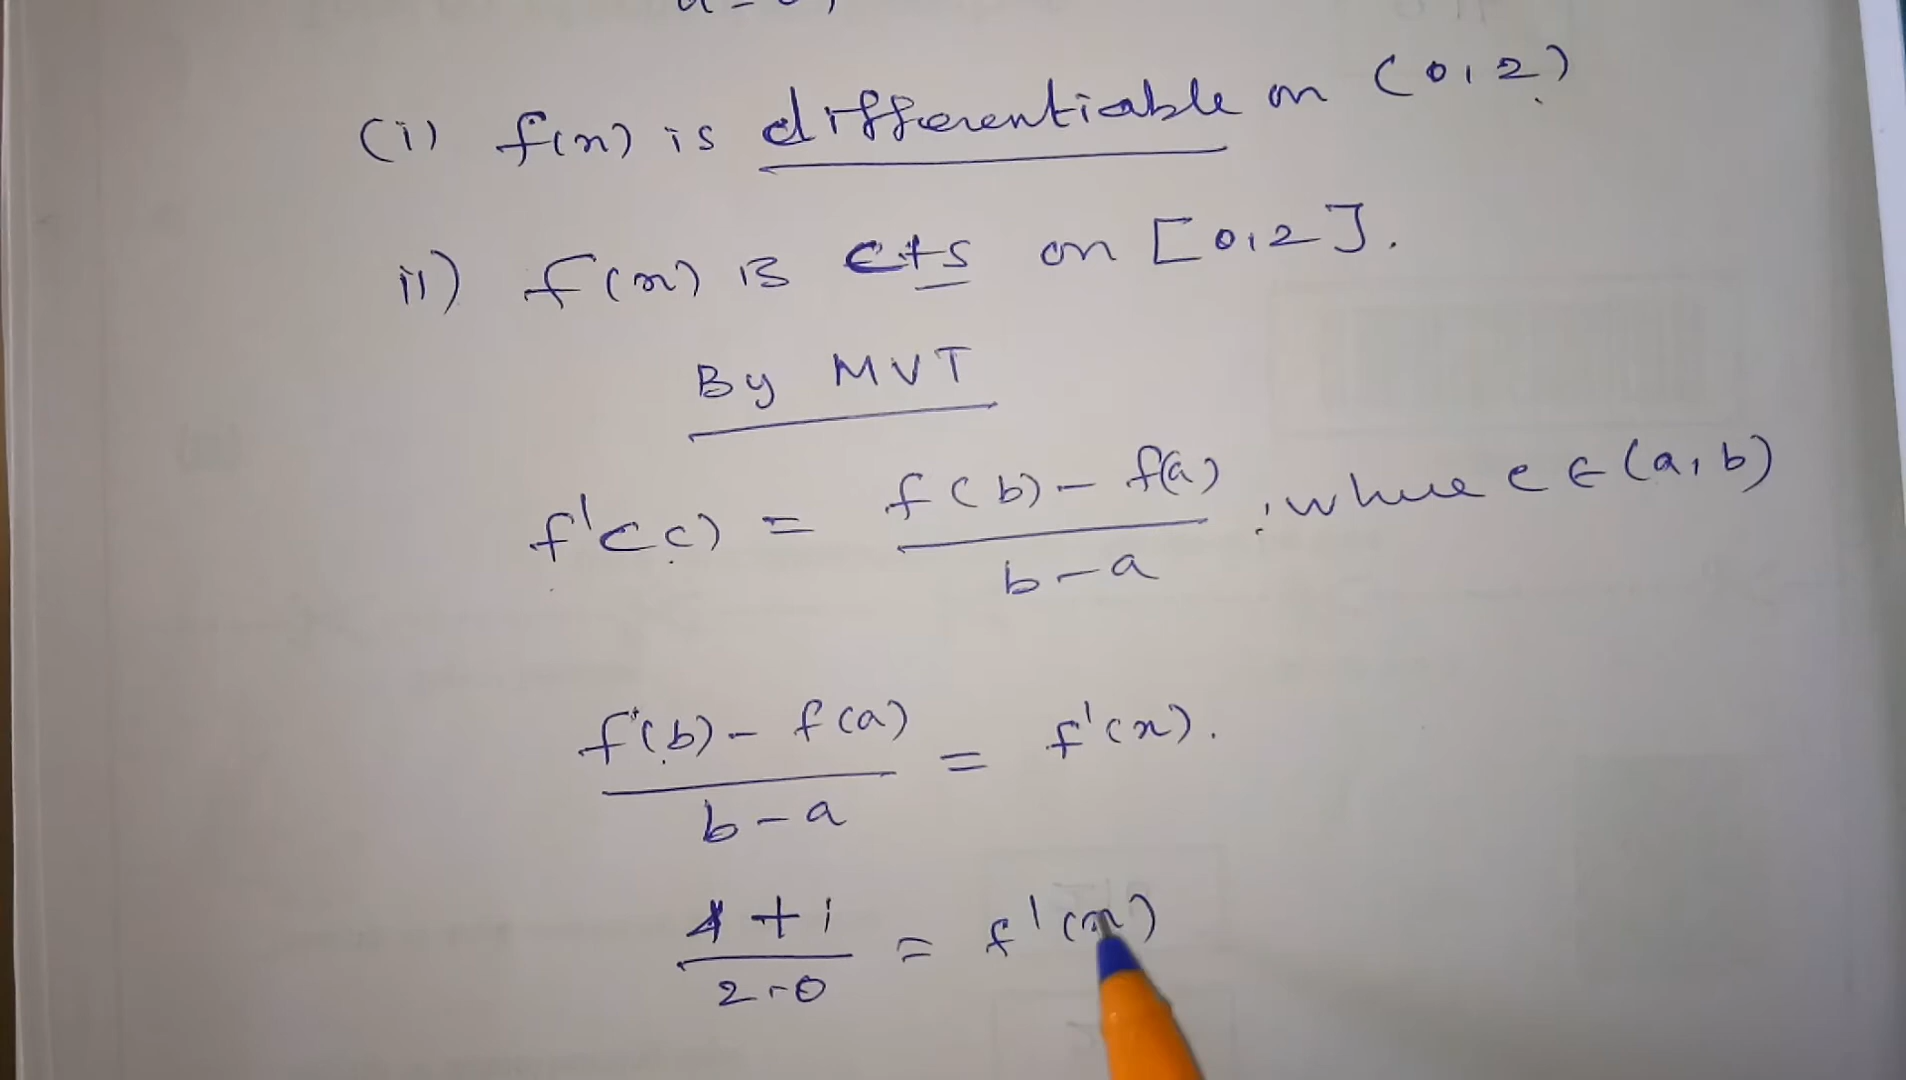 (i) f(x) is differentiable on (0,2)
ii) f(x) is cts on [0,2].
By MVT
f'(c) = f(b) - f(a) / b - a , where c ∈ (a, b)
f(b) - f(a) / b - a = f'(x).
4 + 1 / 2 - 0 = f'(x)